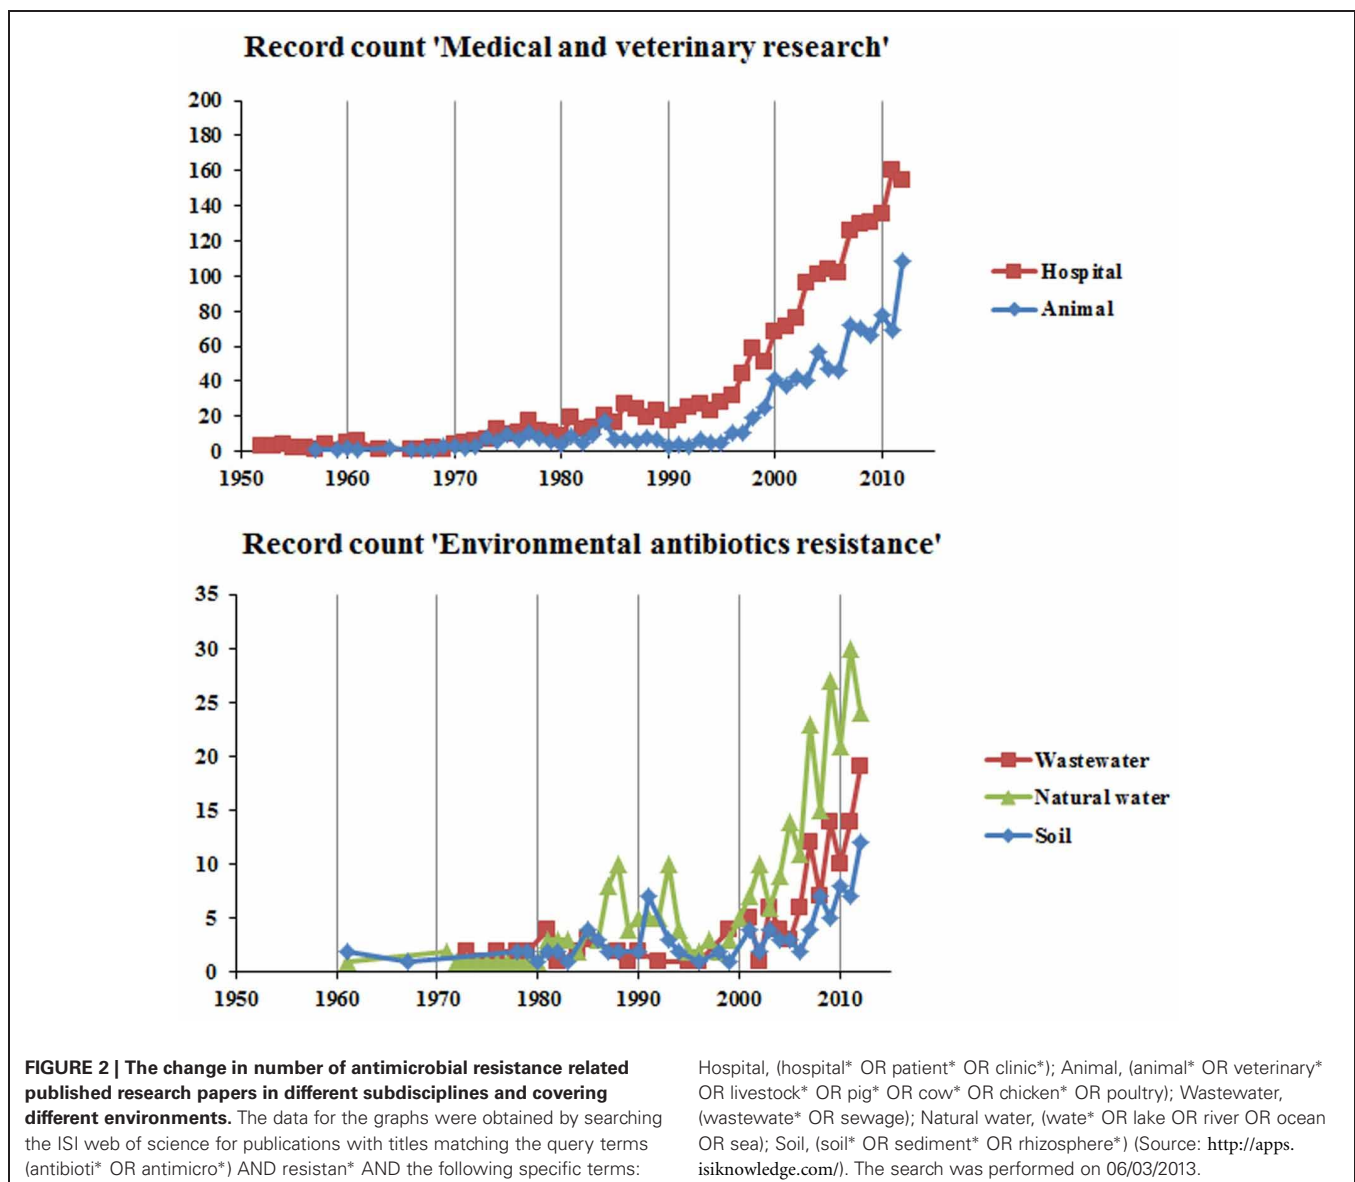 Record count 'Medical and veterinary research'
200
180
160
140
120
100
80
60
40
20
0
1950 1960 1970 1980 1990 2000 2010
Hospital
Animal
Record count 'Environmental antibiotics resistance'
35
30
25
20
15
10
5
0
1950 1960 1970 1980 1990 2000 2010
Wastewater
Natural water
Soil
FIGURE 2 | The change in number of antimicrobial resistance related
published research papers in different subdisciplines and covering
different environments. The data for the graphs were obtained by searching
the ISI web of science for publications with titles matching the query terms
(antibioti* OR antimicro*) AND resistan* AND the following specific terms:
Hospital, (hospital* OR patient* OR clinic*); Animal, (animal* OR veterinary*
OR livestock* OR pig* OR cow* OR chicken* OR poultry); Wastewater,
(wastewate* OR sewage); Natural water, (wate* OR lake OR river OR ocean
OR sea); Soil, (soil* OR sediment* OR rhizosphere*) (Source: http://apps.
isiknowledge.com/). The search was performed on 06/03/2013.